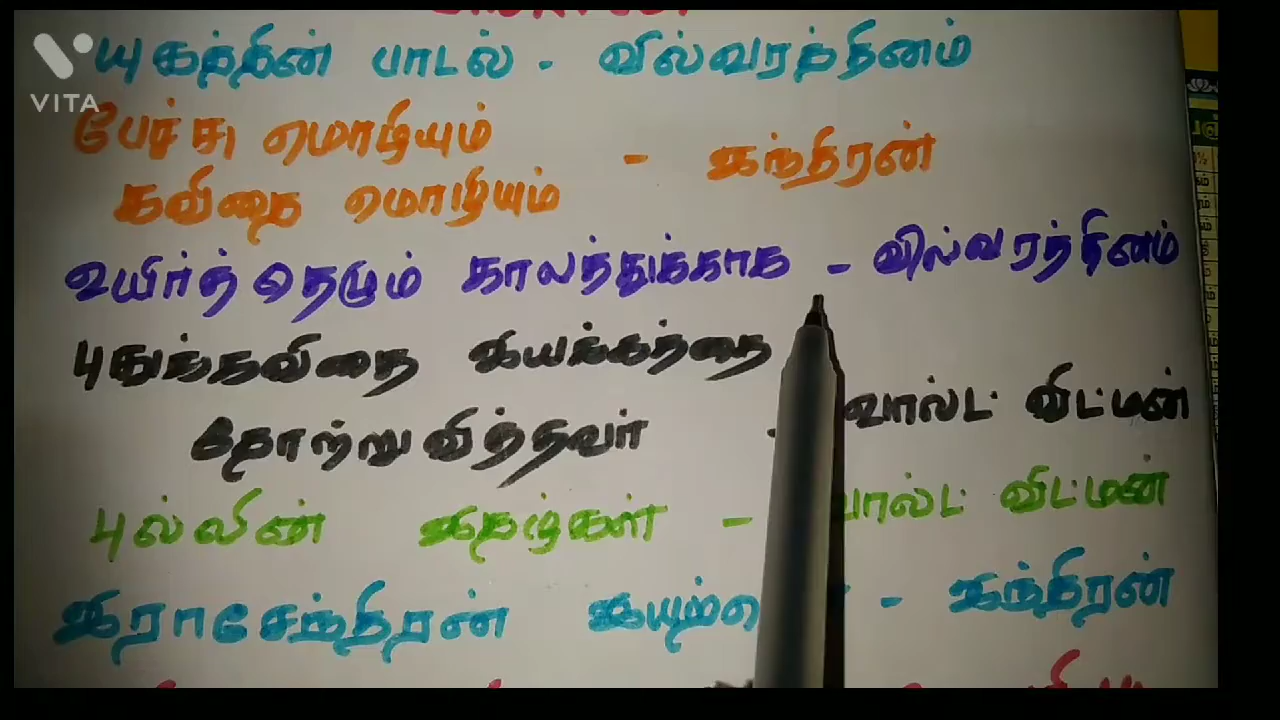 VITA
யுகத்தின் பாடல் - வில்வரத்தினம்
பேச்சு மொழியும்
கவிதை மொழியும் - இந்திரன்
உயிர்த்தெழும் காலத்துக்காக - வில்வரத்தினம்
புதுக்கவிதை இயக்கத்தை
தோற்றுவித்தவர் - வால்ட் விட்மன்
புல்லின் இதழ்கள் - வால்ட் விட்மன்
இராசேந்திரன் - இந்திரன்